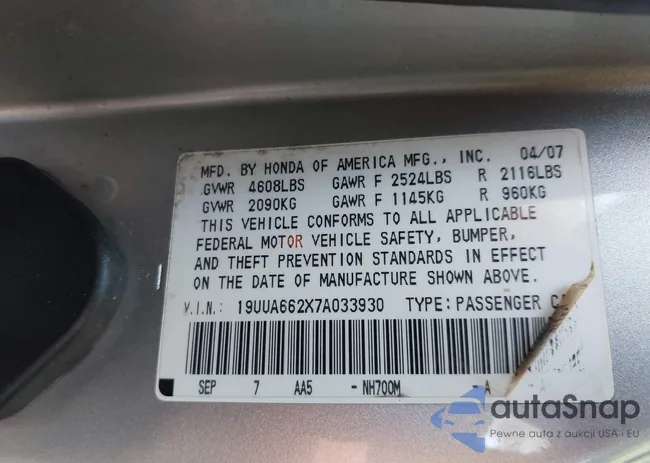 MFD. BY HONDA OF AMERICA MFG., INC. 04/07
GVWR 4608LBS GAWR F 2524LBS R 2116LBS
GVWR 2090KG GAWR F 1145KG R 960KG
THIS VEHICLE CONFORMS TO ALL APPLICABLE
FEDERAL MOTOR VEHICLE SAFETY, BUMPER,
AND THEFT PREVENTION STANDARDS IN EFFECT
ON THE DATE OF MANUFACTURE SHOWN ABOVE.
V.I.N.: 19UUA662X7A033930 TYPE: PASSENGER
SEP 7 AA5 - NH700M - A - A
autaSnap
Pewne auta z aukcji USA i EU